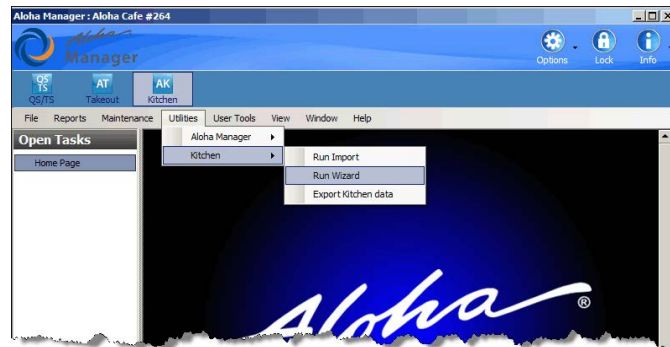 Aloha Manager : Aloha Cafe #264
Aloha
Manager
Options Lock Info
QS
TS
AT
AK
QS/TS Takeout Kitchen
File Reports Maintenance Utilities User Tools View Window Help
Open Tasks
Home Page
Aloha Manager
Kitchen
Run Import
Run Wizard
Export Kitchen data
Aloha®